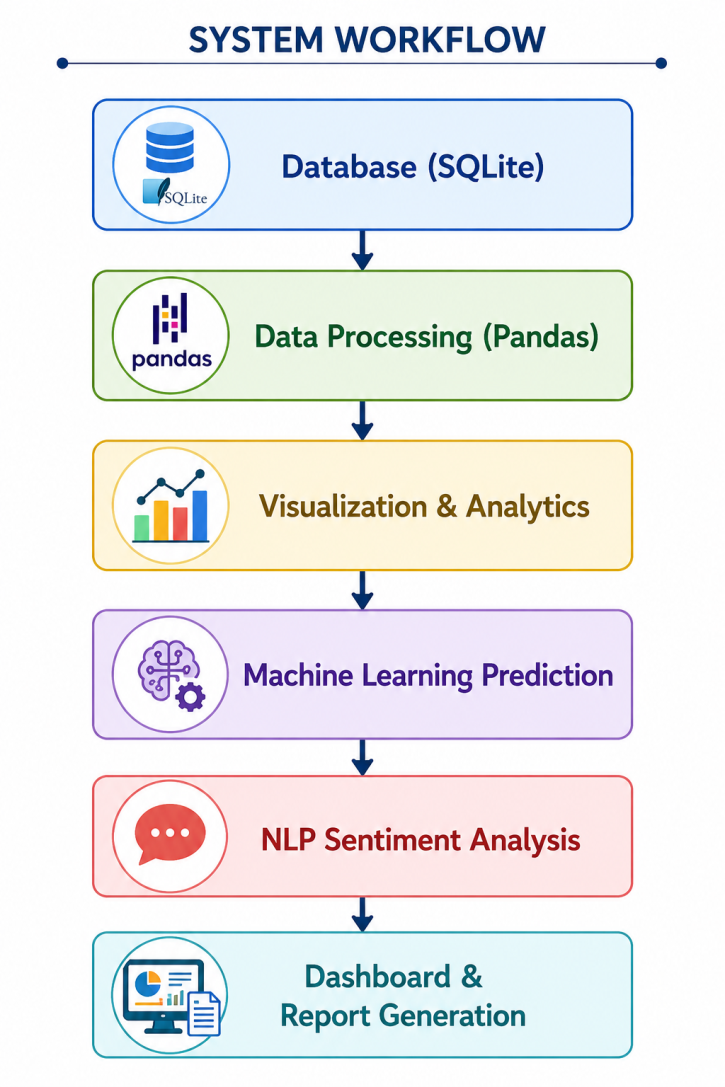 SYSTEM WORKFLOW
SQLite
Database (SQLite)
pandas
Data Processing (Pandas)
Visualization & Analytics
Machine Learning Prediction
NLP Sentiment Analysis
Dashboard &
Report Generation